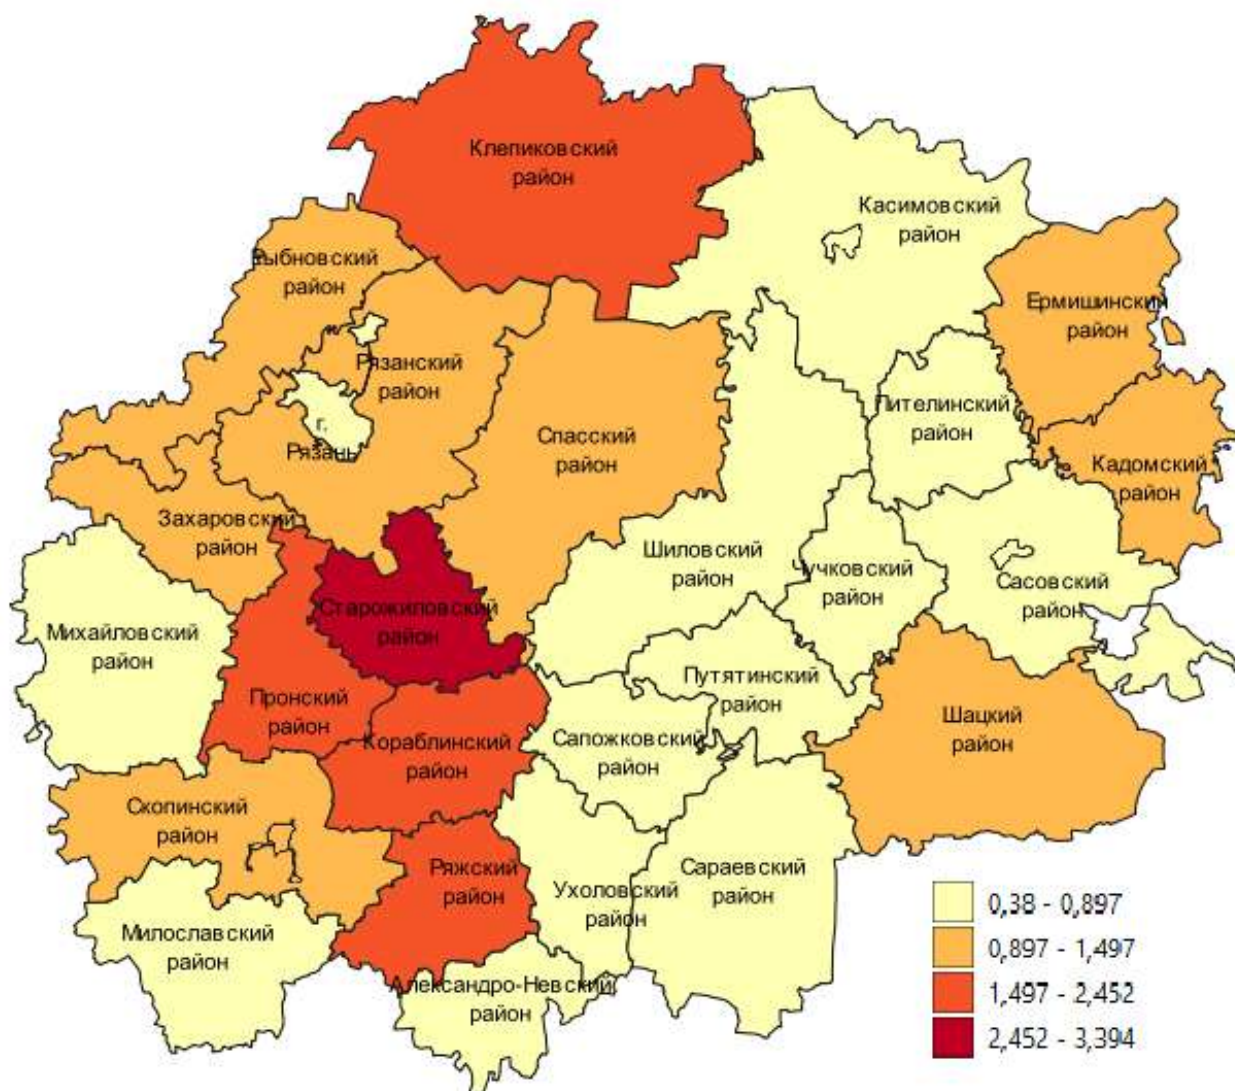 Клепиковский
район
Касимовский
район
Рыбновский
район
Ермишинский
район
Рязанский
район
Пителинский
район
г.
Рязань
Спасский
район
Кадомский
район
Захаровский
район
Шиловский
район
Чучковский
район
Сасовский
район
Старожиловский
район
Михайловский
район
Путятинский
район
Пронский
район
Шацкий
район
Кораблинский
район
Сапожковский
район
Скопинский
район
Ряжский
район
Сараевский
район
Ухоловский
район
Милославский
район
Александро-Невский
район
0,38 - 0,897
0,897 - 1,497
1,497 - 2,452
2,452 - 3,394